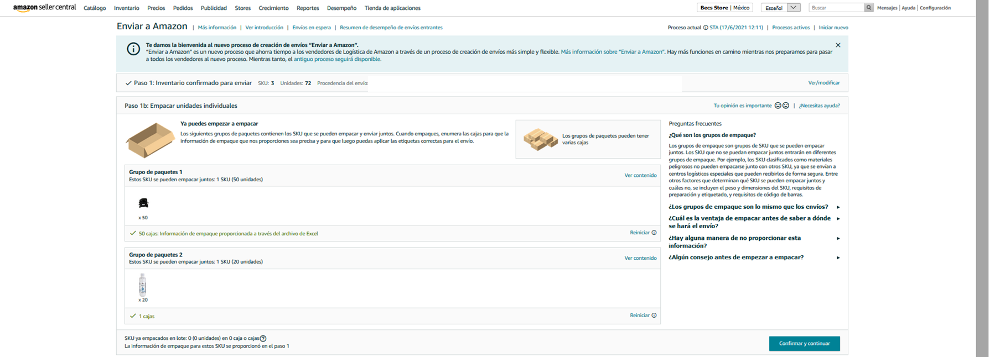 amazon seller central Catálogo Inventario Precios Pedidos Publicidad Stores Crecimiento Reportes Desempeño Tienda de aplicaciones Becs Store | México Español Buscar Mensajes | Ayuda | Configuración
Enviar a Amazon | Más información | Ver introducción | Envíos en espera | Resumen de desempeño de envíos entrantes Proceso actual STA (17/6/2021 12:11) | Procesos activos | Iniciar nuevo
Te damos la bienvenida al nuevo proceso de creación de envíos “Enviar a Amazon”.
“Enviar a Amazon” es un nuevo proceso que ahorra tiempo a los vendedores de Logística de Amazon a través de un proceso de creación de envíos más simple y flexible. Más información sobre “Enviar a Amazon”. Hay más funciones en camino mientras nos preparamos para pasar
a todos los vendedores al nuevo proceso. Mientras tanto, el antiguo proceso seguirá disponible.
Paso 1: Inventario confirmado para enviar SKU: 3 Unidades: 72 Procedencia del envío: Ver/modificar
Paso 1b: Empacar unidades individuales Tu opinión es importante | ¿Necesitas ayuda?
Ya puedes empezar a empacar
Los siguientes grupos de paquetes contienen los SKU que se pueden empacar y enviar juntos. Cuando empaques, enumera las cajas para que la
información de empaque que nos proporciones sea precisa y para que luego puedas aplicar las etiquetas correctas para el envío.
Los grupos de paquetes pueden tener
varias cajas
Grupo de paquetes 1
Estos SKU se pueden empacar juntos: 1 SKU (50 unidades)
Ver contenido
x 50
50 cajas: Información de empaque proporcionada a través del archivo de Excel Reiniciar
Grupo de paquetes 2
Estos SKU se pueden empacar juntos: 1 SKU (20 unidades)
Ver contenido
x 20
1 cajas Reiniciar
Preguntas frecuentes
¿Qué son los grupos de empaque?
Los grupos de empaque son grupos de SKU que se pueden empacar
juntos. Los SKU que no se puedan empacar juntos entrarán en diferentes
grupos de empaque. Por ejemplo, los SKU clasificados como materiales
peligrosos no pueden empacarse junto con otros SKU, ya que se envían a
centros logísticos especiales que pueden recibirlos de forma segura. Entre
otros factores que determinan qué SKU se pueden empacar juntos y
cuáles no, se incluyen el peso y dimensiones del SKU, requisitos de
preparación y etiquetado, y requisitos de código de barras.
¿Los grupos de empaque son lo mismo que los envíos?
¿Cuál es la ventaja de empacar antes de saber a dónde
se hará el envío?
¿Hay alguna manera de no proporcionar esta
información?
¿Algún consejo antes de empezar a empacar?
SKU ya empacados en lote: 0 (0 unidades) en 0 caja o cajas
La información de empaque para estos SKU se proporcionó en el paso 1
Confirmar y continuar